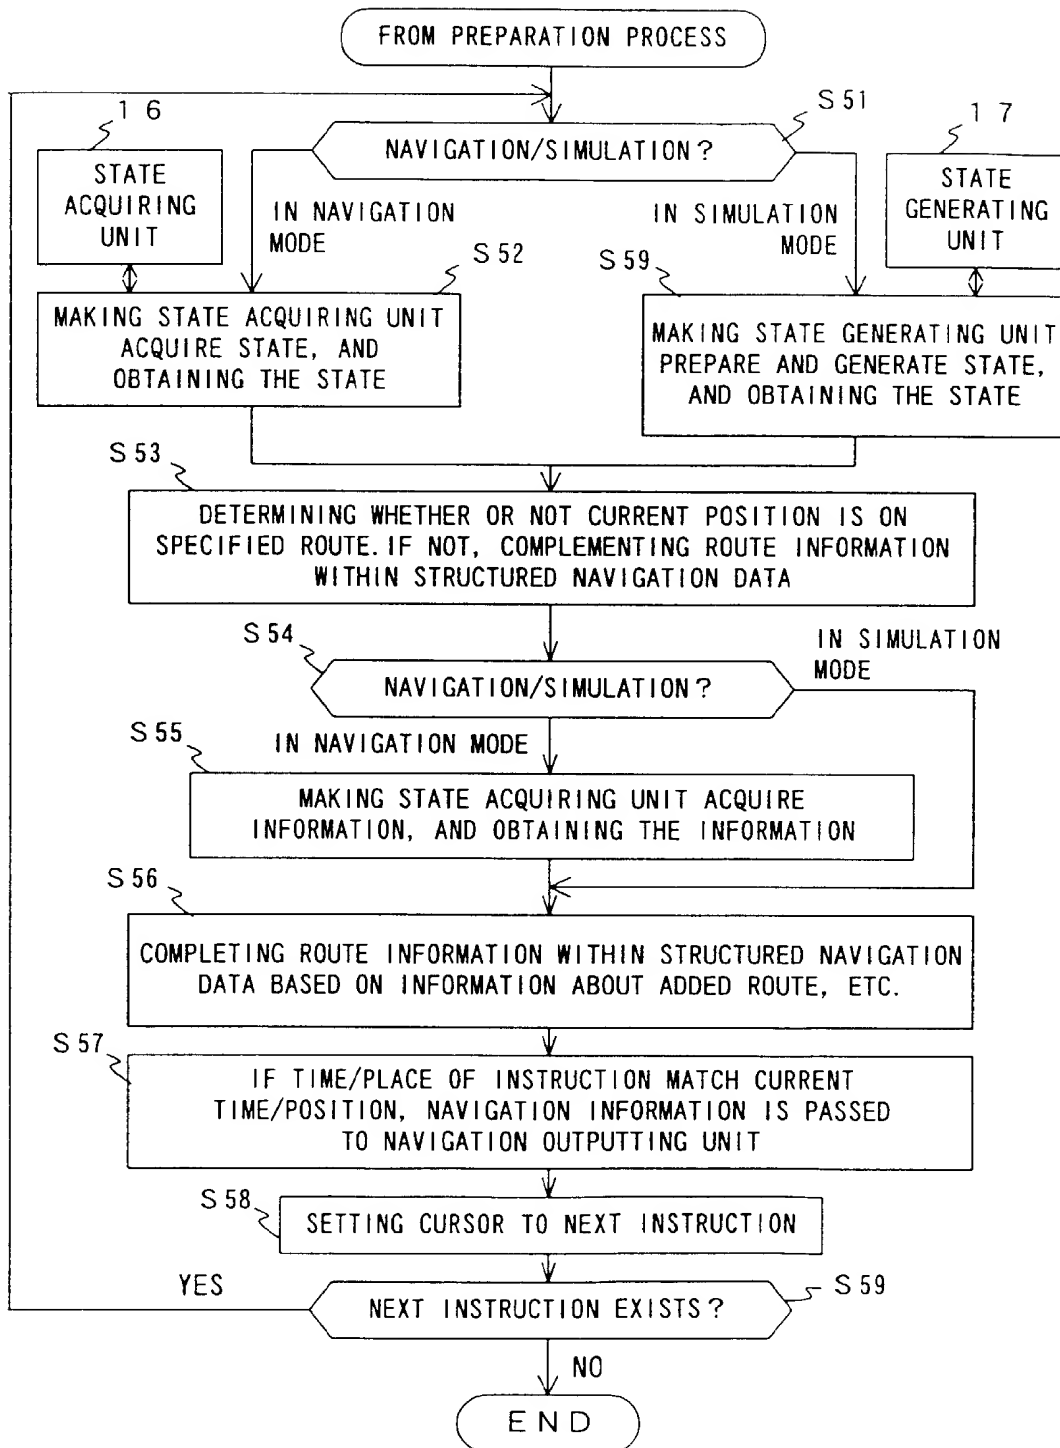 FROM PREPARATION PROCESS
S51
NAVIGATION/SIMULATION?
16
STATE
ACQUIRING
UNIT
17
STATE
GENERATING
UNIT
IN NAVIGATION
MODE
IN SIMULATION
MODE
S52
MAKING STATE ACQUIRING UNIT
ACQUIRE STATE, AND
OBTAINING THE STATE
S59
MAKING STATE GENERATING UNIT
PREPARE AND GENERATE STATE,
AND OBTAINING THE STATE
S53
DETERMINING WHETHER OR NOT CURRENT POSITION IS ON
SPECIFIED ROUTE. IF NOT, COMPLEMENTING ROUTE INFORMATION
WITHIN STRUCTURED NAVIGATION DATA
S54
NAVIGATION/SIMULATION?
IN SIMULATION
MODE
IN NAVIGATION MODE
S55
MAKING STATE ACQUIRING UNIT ACQUIRE
INFORMATION, AND OBTAINING THE INFORMATION
S56
COMPLETING ROUTE INFORMATION WITHIN STRUCTURED NAVIGATION
DATA BASED ON INFORMATION ABOUT ADDED ROUTE, ETC.
S57
IF TIME/PLACE OF INSTRUCTION MATCH CURRENT
TIME/POSITION, NAVIGATION INFORMATION IS PASSED
TO NAVIGATION OUTPUTTING UNIT
S58
SETTING CURSOR TO NEXT INSTRUCTION
YES
NEXT INSTRUCTION EXISTS?
S59
NO
END